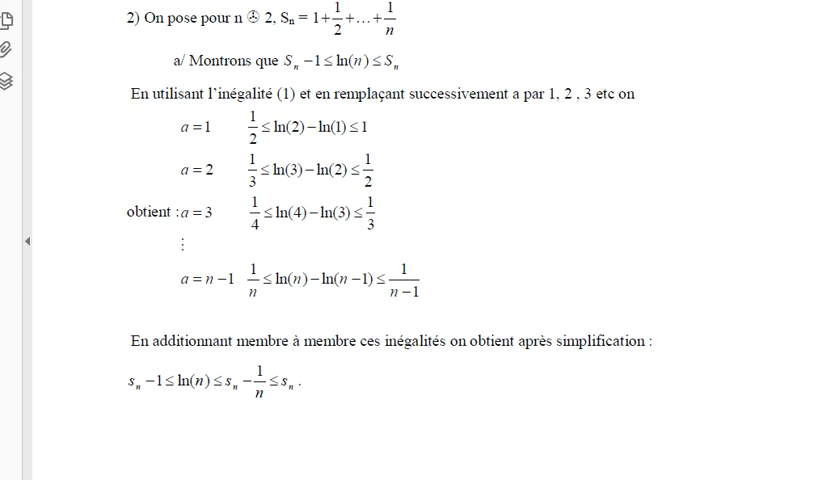 2) On pose pour n ✇ 2, Sₙ = 1+1/2+…+1/n
a/ Montrons que Sₙ −1 ≤ ln(n) ≤ Sₙ
En utilisant l’inégalité (1) et en remplaçant successivement a par 1, 2 , 3 etc on
a = 1 1/2 ≤ ln(2) − ln(1) ≤ 1
a = 2 1/3 ≤ ln(3) − ln(2) ≤ 1/2
obtient : a = 3 1/4 ≤ ln(4) − ln(3) ≤ 1/3
⋮
a = n −1 1/n ≤ ln(n) − ln(n −1) ≤ 1/(n −1)
En additionnant membre à membre ces inégalités on obtient après simplification :
sₙ −1 ≤ ln(n) ≤ sₙ − 1/n ≤ sₙ .